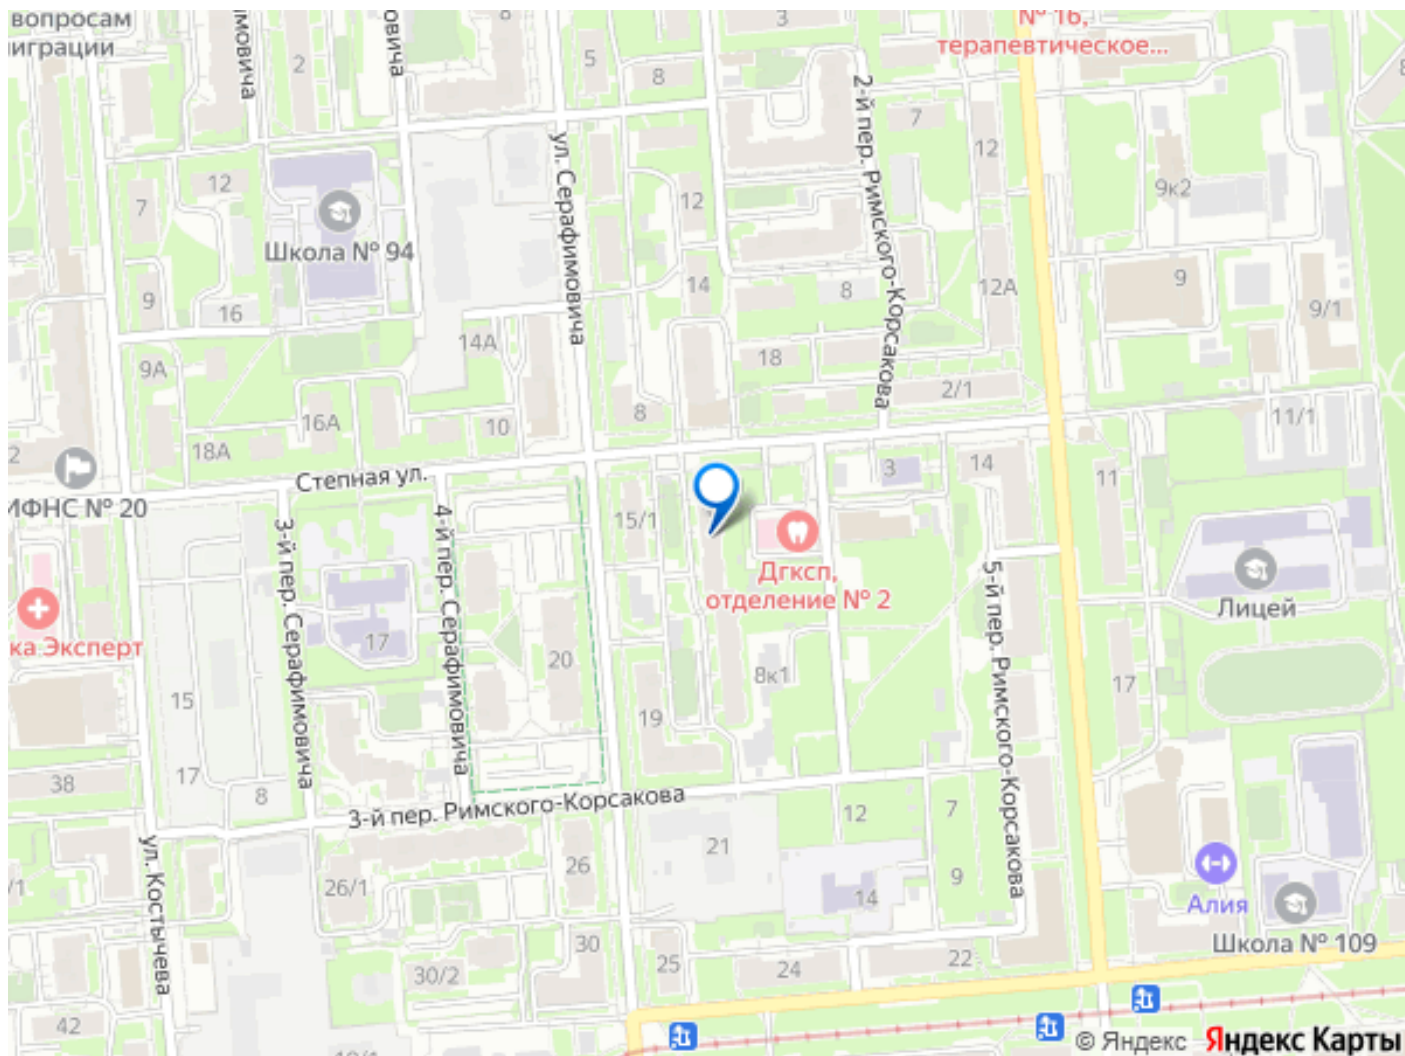 вопросам
играции
3
№ 16,
терапевтическое...
2
5
8
2-й пер. Римского-Корсакова
7
12
ул. Серафимовича
12
7
Школа № 94
12
9к2
9
16
14
8
12А
9
9/1
14А
9А
18
2/1
16А
10
8
18А
11/1
2
Степная ул.
3
14
11
ИФНС № 20
15/1
3-й пер. Серафимовича
4-й пер. Серафимовича
Дгксп,
отделение № 2
5-й пер. Римского-Корсакова
Лицей
ка Эксперт
17
20
8к1
15
19
17
17
38
8
3-й пер. Римского-Корсакова
12
7
21
ул. Костычева
26
9
26/1
14
Алия
/1
30
Школа № 109
30/2
25
24
22
42
© Яндекс Яндекс Карты